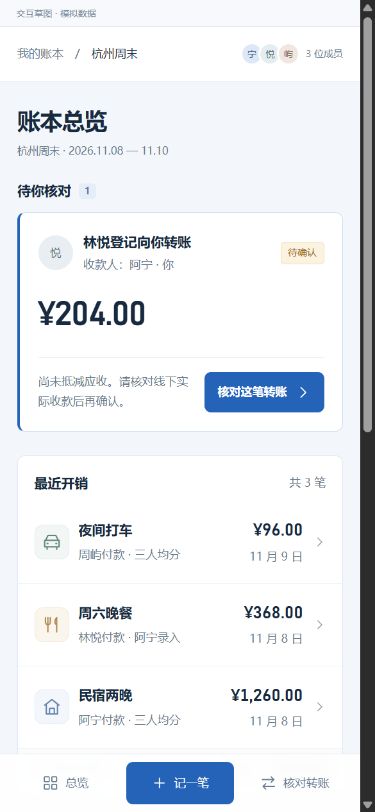 交互草图 · 模拟数据
我的账本 / 杭州周末 宁 悦 屿 3 位成员
账本总览
杭州周末 · 2026.11.08 — 11.10
待你核对 1
悦 林悦登记向你转账 待确认
收款人：阿宁 · 你
¥204.00
尚未抵减应收。请核对线下实
际收款后再确认。
核对这笔转账
最近开销 共 3 笔
夜间打车 ¥96.00
周屿付款 · 三人均分 11 月 9 日
周六晚餐 ¥368.00
林悦付款 · 阿宁录入 11 月 8 日
民宿两晚 ¥1,260.00
阿宁付款 · 三人均分 11 月 8 日
总览 记一笔 核对转账